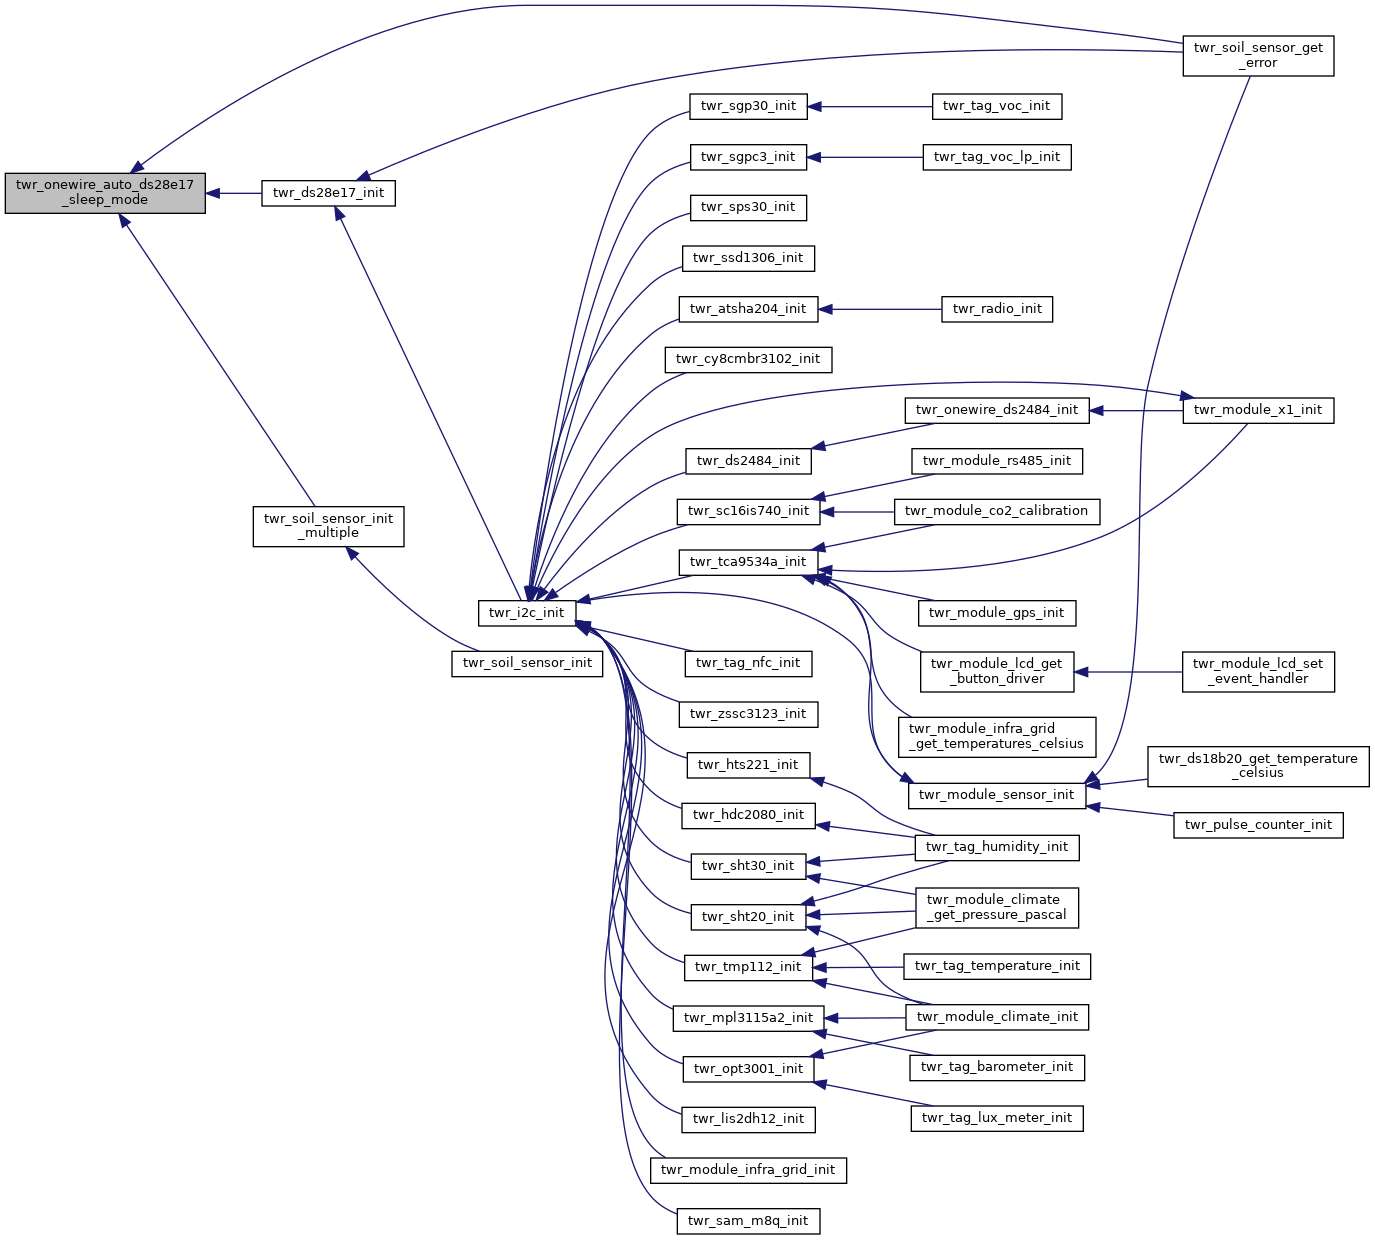 twr_onewire_auto_ds28e17
_sleep_mode
twr_ds28e17_init
twr_soil_sensor_init
_multiple
twr_soil_sensor_init
twr_i2c_init
twr_sgp30_init
twr_sgpc3_init
twr_sps30_init
twr_ssd1306_init
twr_atsha204_init
twr_cy8cmbr3102_init
twr_ds2484_init
twr_sc16is740_init
twr_tca9534a_init
twr_tag_nfc_init
twr_zssc3123_init
twr_hts221_init
twr_hdc2080_init
twr_sht30_init
twr_sht20_init
twr_tmp112_init
twr_mpl3115a2_init
twr_opt3001_init
twr_lis2dh12_init
twr_module_infra_grid_init
twr_sam_m8q_init
twr_tag_voc_init
twr_tag_voc_lp_init
twr_radio_init
twr_onewire_ds2484_init
twr_module_rs485_init
twr_module_co2_calibration
twr_module_gps_init
twr_module_lcd_get
_button_driver
twr_module_infra_grid
_get_temperatures_celsius
twr_module_sensor_init
twr_tag_humidity_init
twr_module_climate
_get_pressure_pascal
twr_tag_temperature_init
twr_module_climate_init
twr_tag_barometer_init
twr_tag_lux_meter_init
twr_soil_sensor_get
_error
twr_module_x1_init
twr_module_lcd_set
_event_handler
twr_ds18b20_get_temperature
_celsius
twr_pulse_counter_init